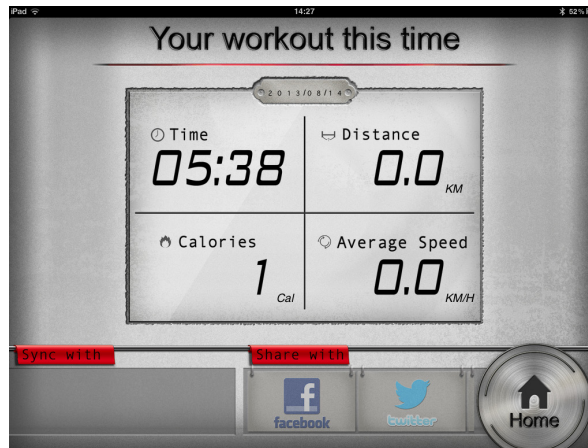 iPad 14:27 52%
Your workout this time
2013/08/14
Time
05:38
Distance
0.0 KM
Calories
1 Cal
Average Speed
0.0 KM/H
Sync with
Share with
facebook
twitter
Home